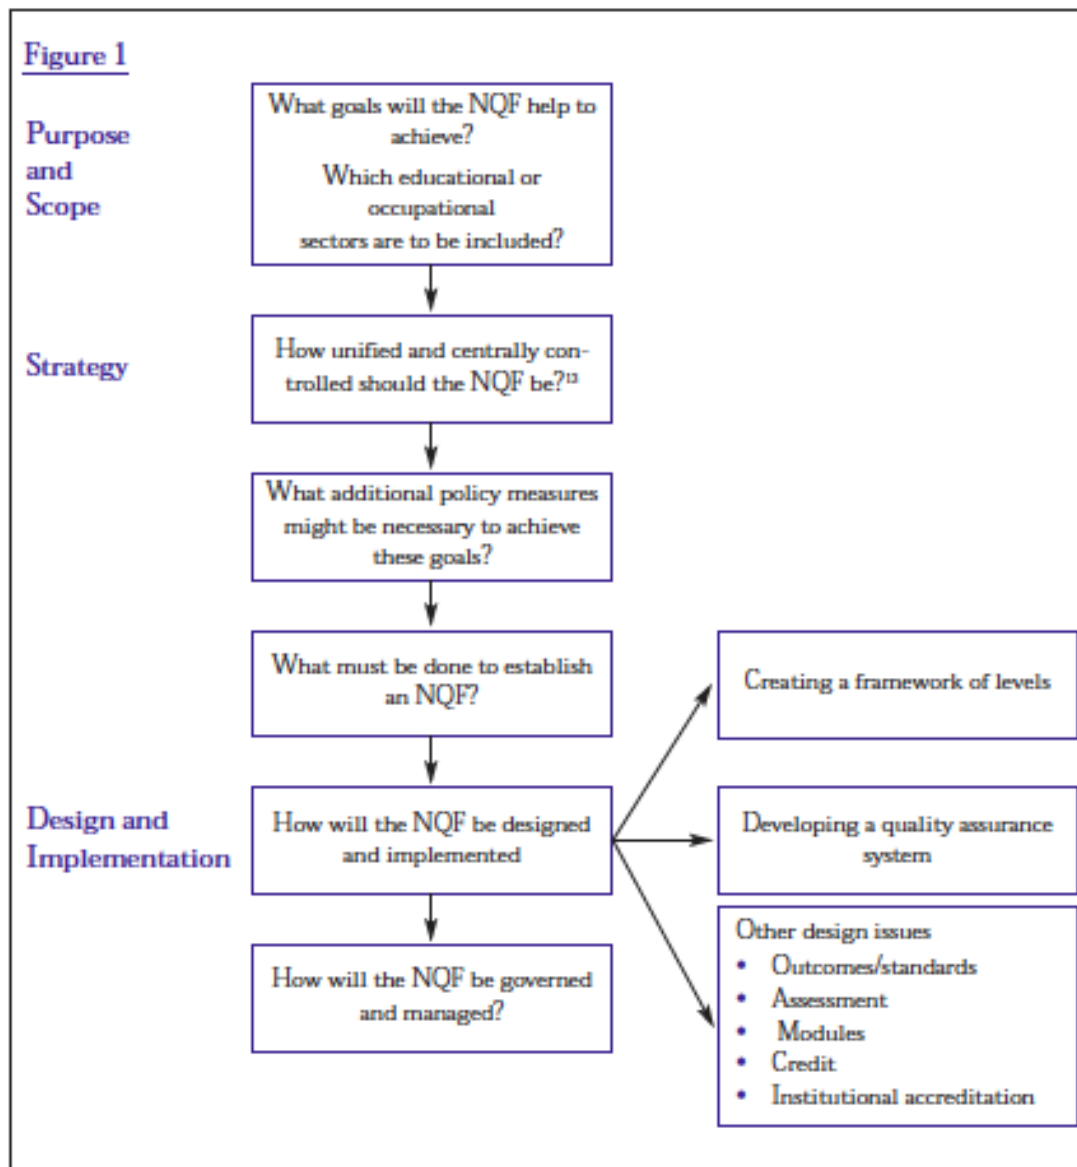 Figure 1
Purpose
and
Scope
What goals will the NQF help to
achieve?
Which educational or
occupational
sectors are to be included?
Strategy
How unified and centrally con-
trolled should the NQF be?¹³
What additional policy measures
might be necessary to achieve
these goals?
What must be done to establish
an NQF?
Creating a framework of levels
Design and
Implementation
How will the NQF be designed
and implemented
Developing a quality assurance
system
How will the NQF be governed
and managed?
Other design issues
• Outcomes/standards
• Assessment
• Modules
• Credit
• Institutional accreditation